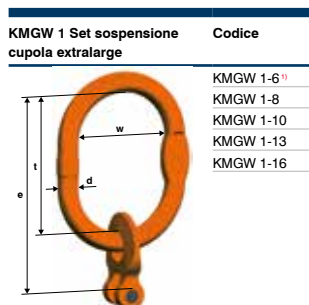 KMGW 1 Set sospensione
cupola extralarge
Codice
KMGW 1-6 ¹⁾
KMGW 1-8
KMGW 1-10
KMGW 1-13
KMGW 1-16
w
t
e
d